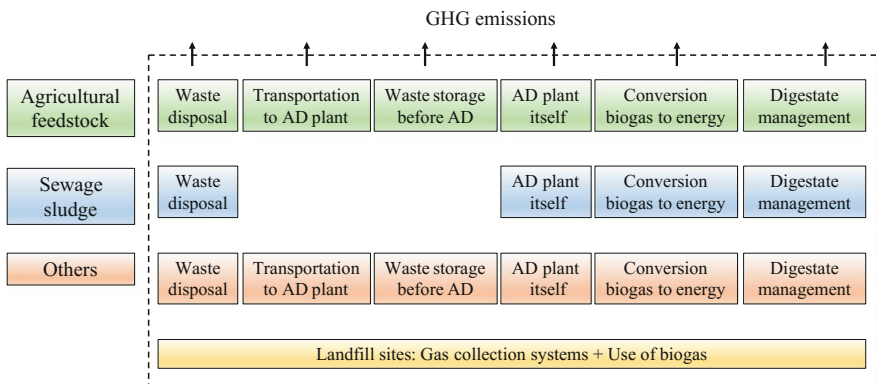 GHG emissions
Agricultural
feedstock
Waste
disposal
Transportation
to AD plant
Waste storage
before AD
AD plant
itself
Conversion
biogas to energy
Digestate
management
Sewage
sludge
Waste
disposal
AD plant
itself
Conversion
biogas to energy
Digestate
management
Others
Waste
disposal
Transportation
to AD plant
Waste storage
before AD
AD plant
itself
Conversion
biogas to energy
Digestate
management
Landfill sites: Gas collection systems + Use of biogas